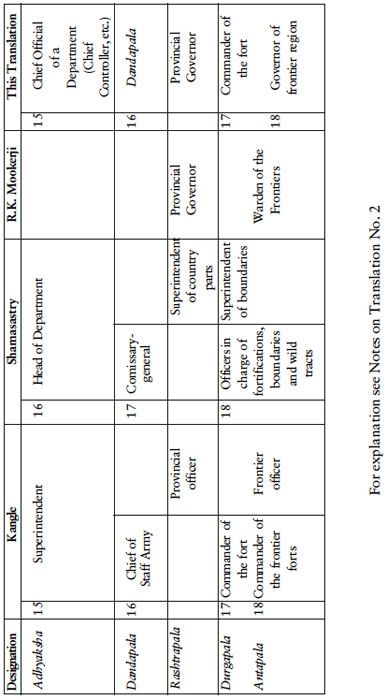 Designation Kangle Shamasastry R.K. Mookerji This Translation
Adhyaksha 15 Superintendent 16 Head of Department 15 Chief Official
of a
Department
(Chief
Controller, etc.)
Dandapala 16 Chief of
Staff Army
17 Comissary-
general
16 Dandapala
Rashtrapala Provincial
officer
Superintendent
of country
parts
Provincial
Governor
Provincial
Governor
Durgapala 17 Commander of
the fort
18 Officers in
charge of
fortifications,
boundaries
and wild
tracts
Superintendent
of boundaries
17 Commander of
the fort
Antapala 18 Commander of
the frontier
forts
Frontier
officer
Warden of the
Frontiers
18 Governor of
frontier region
For explanation see Notes on Translation No. 2